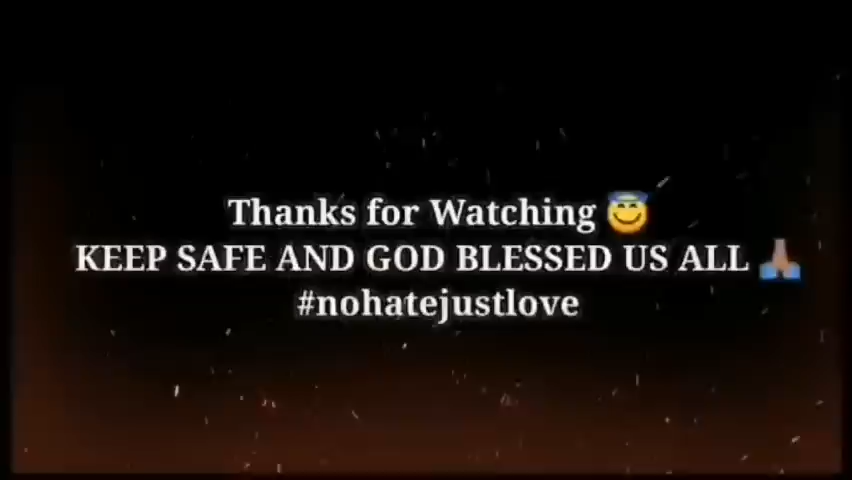 Thanks for Watching 😇
KEEP SAFE AND GOD BLESSED US ALL 🙏🏼
#nohatejustlove